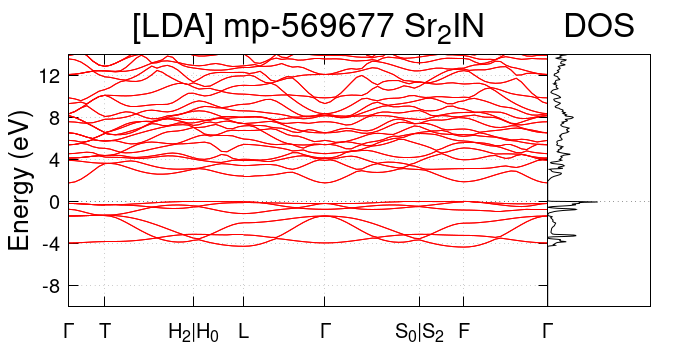 [LDA] mp-569677 Sr₂IN
DOS
Energy (eV)
12
8
4
0
-4
-8
Γ T H₂|H₀ L Γ S₀|S₂ F Γ